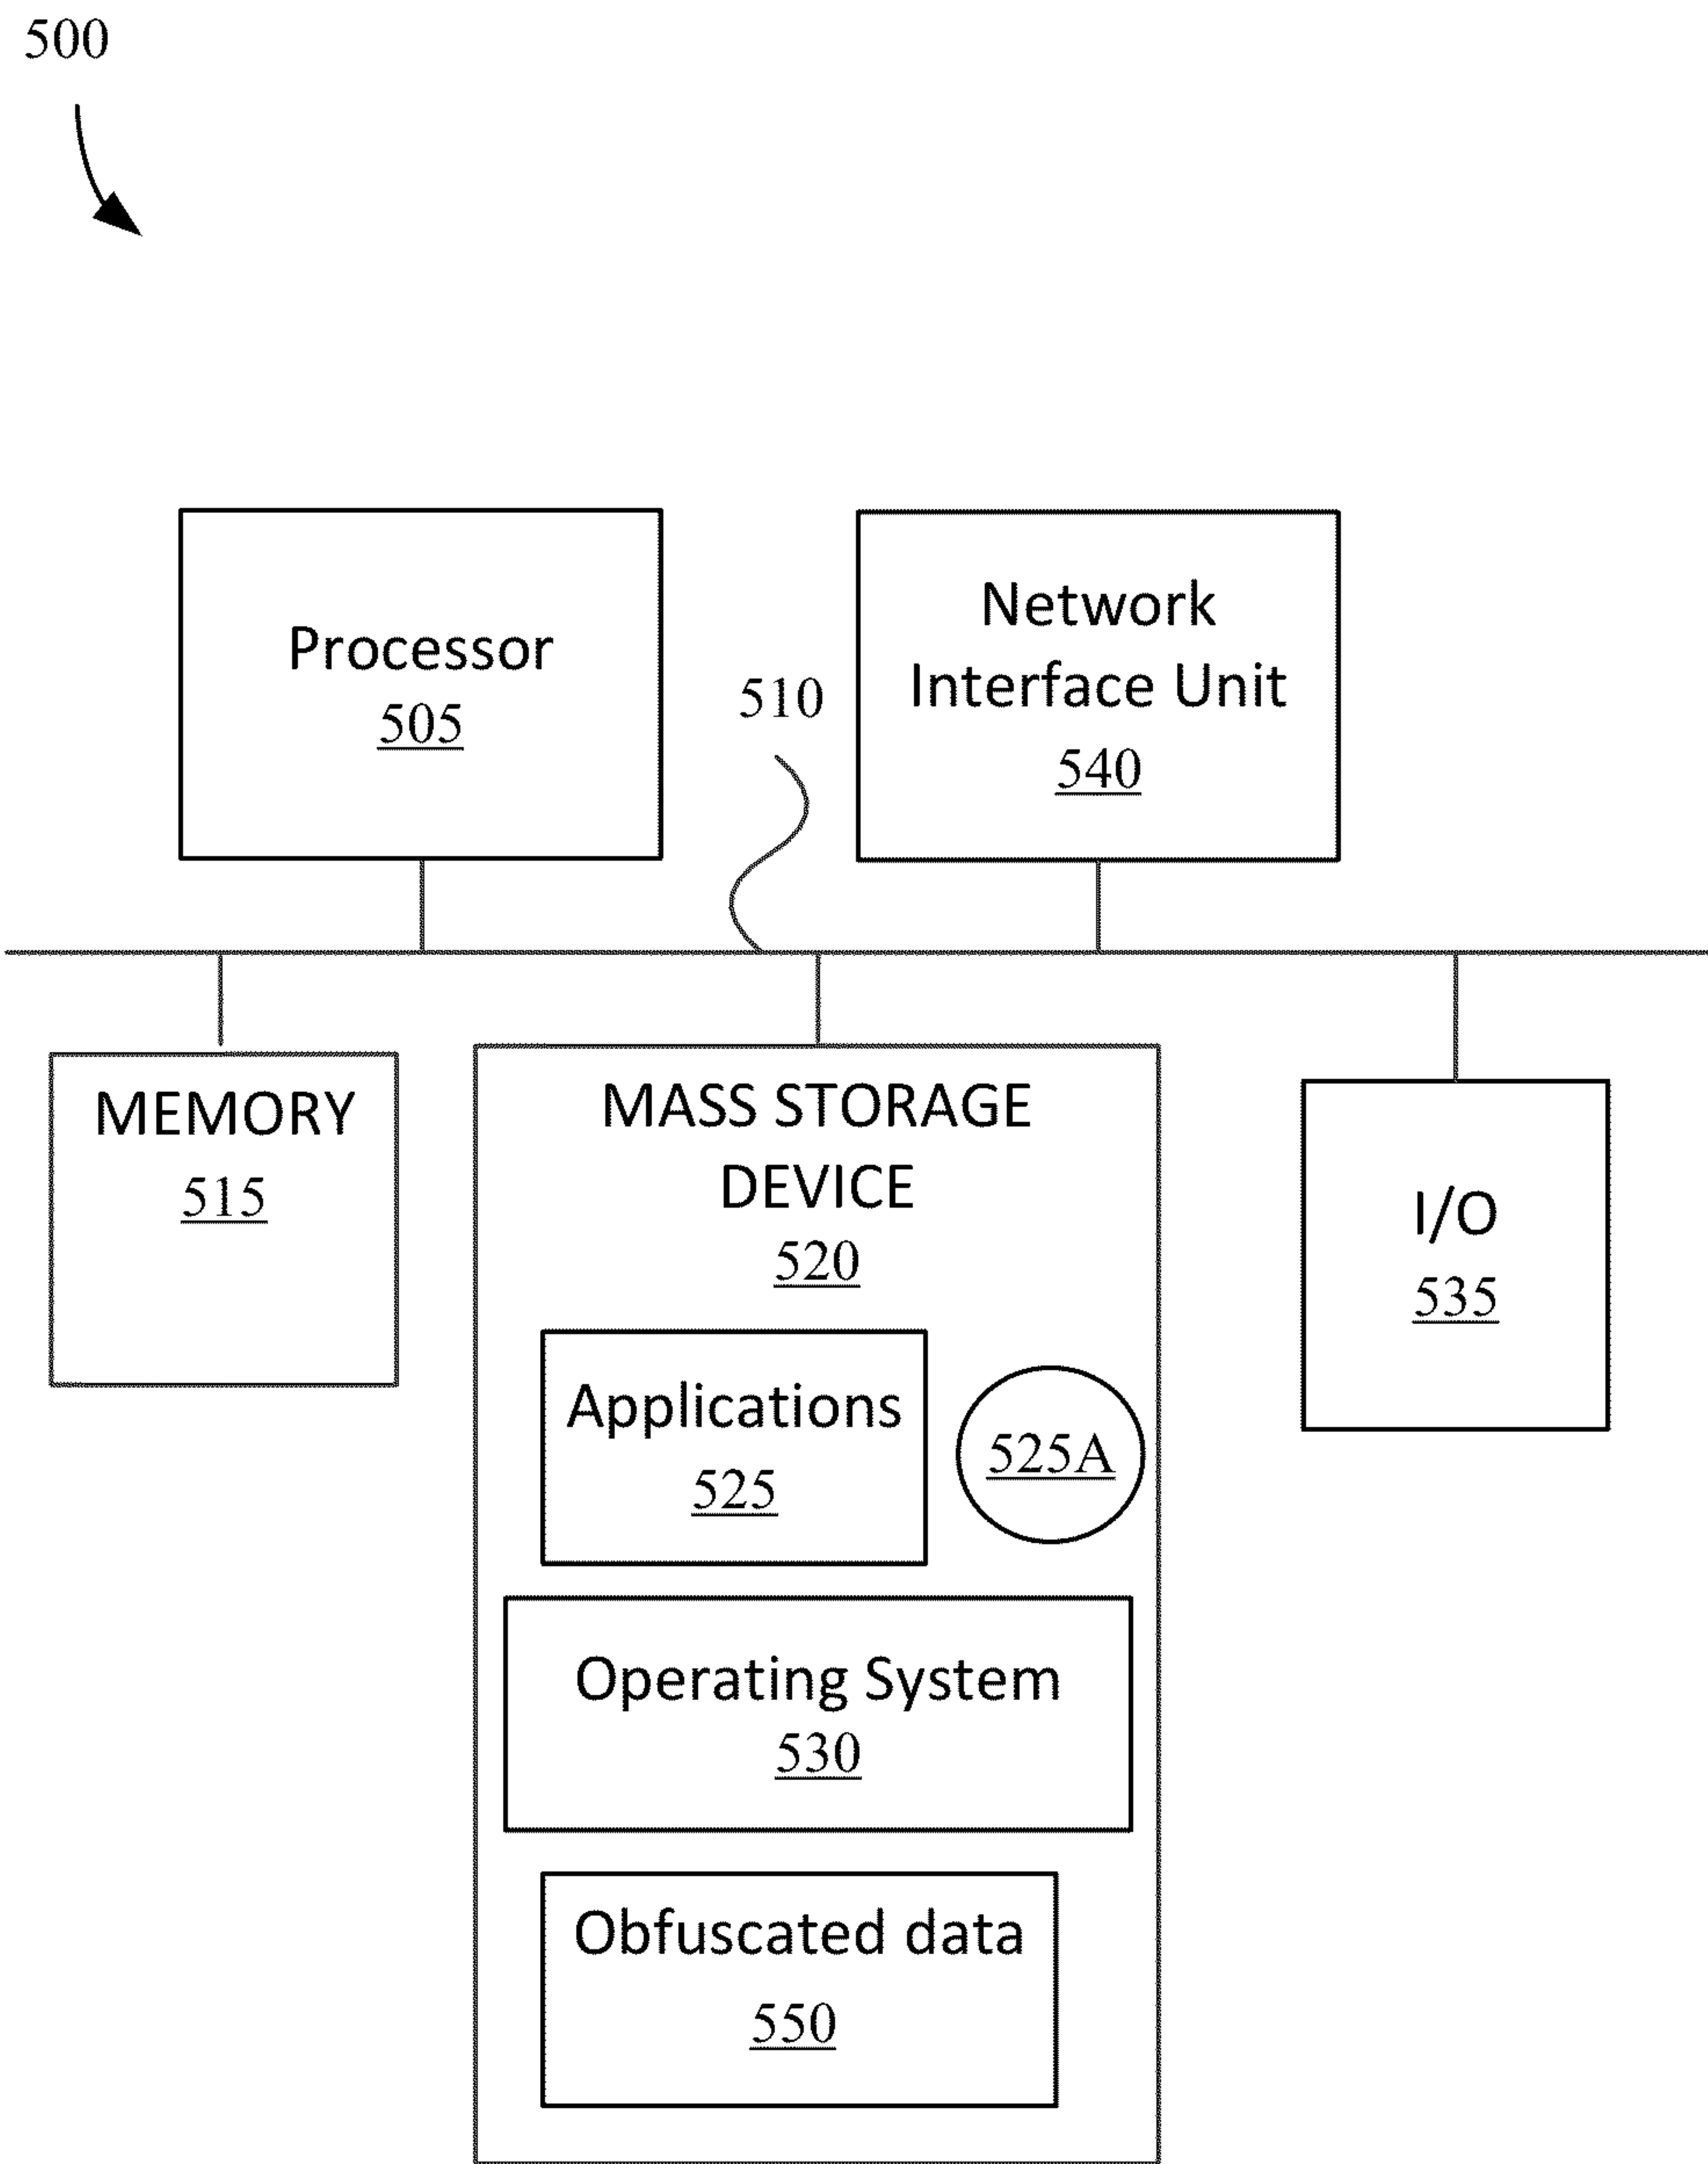 500
Processor
505
510
Network
Interface Unit
540
MEMORY
515
MASS STORAGE
DEVICE
520
I/O
535
Applications
525
525A
Operating System
530
Obfuscated data
550